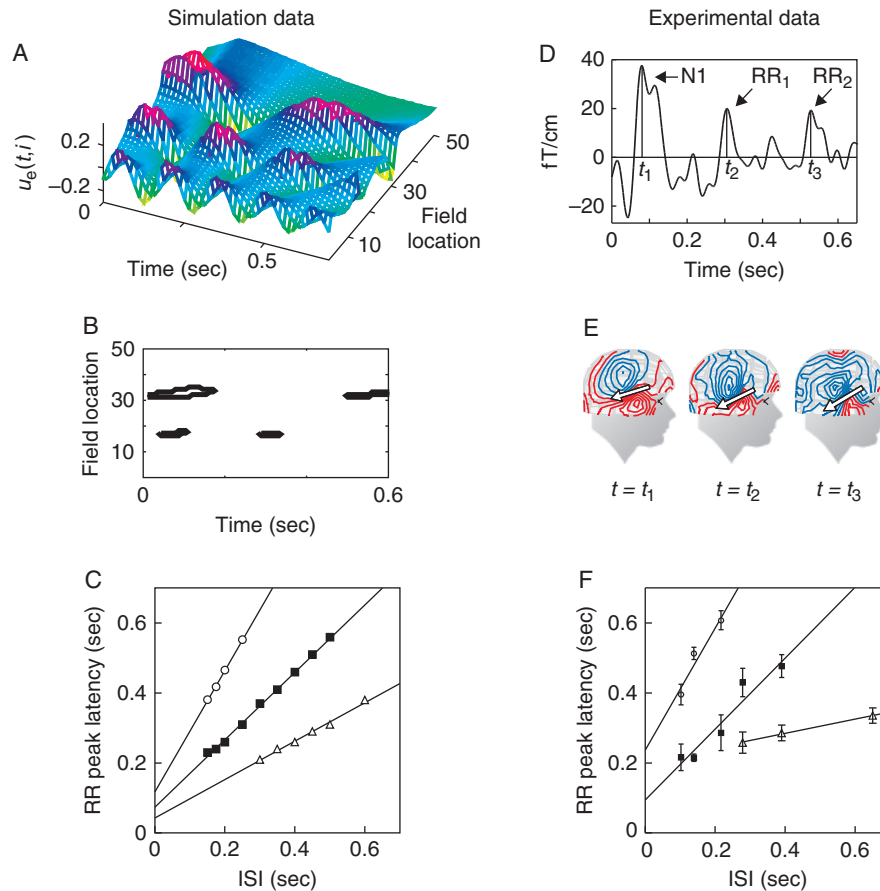 Simulation data
Experimental data
A
u_e(t,i)
0.2
−0.2
0
0.5
Time (sec)
10
30
50
Field
location
D
fT/cm
40
20
0
−20
N1
RR₁
RR₂
t₁
t₂
t₃
0
0.2
0.4
0.6
Time (sec)
B
Field location
50
30
10
0
0.6
Time (sec)
E
t = t₁
t = t₂
t = t₃
C
RR peak latency (sec)
0.6
0.4
0.2
0
0
0.2
0.4
0.6
ISI (sec)
F
RR peak latency (sec)
0.6
0.4
0.2
0
0
0.2
0.4
0.6
ISI (sec)